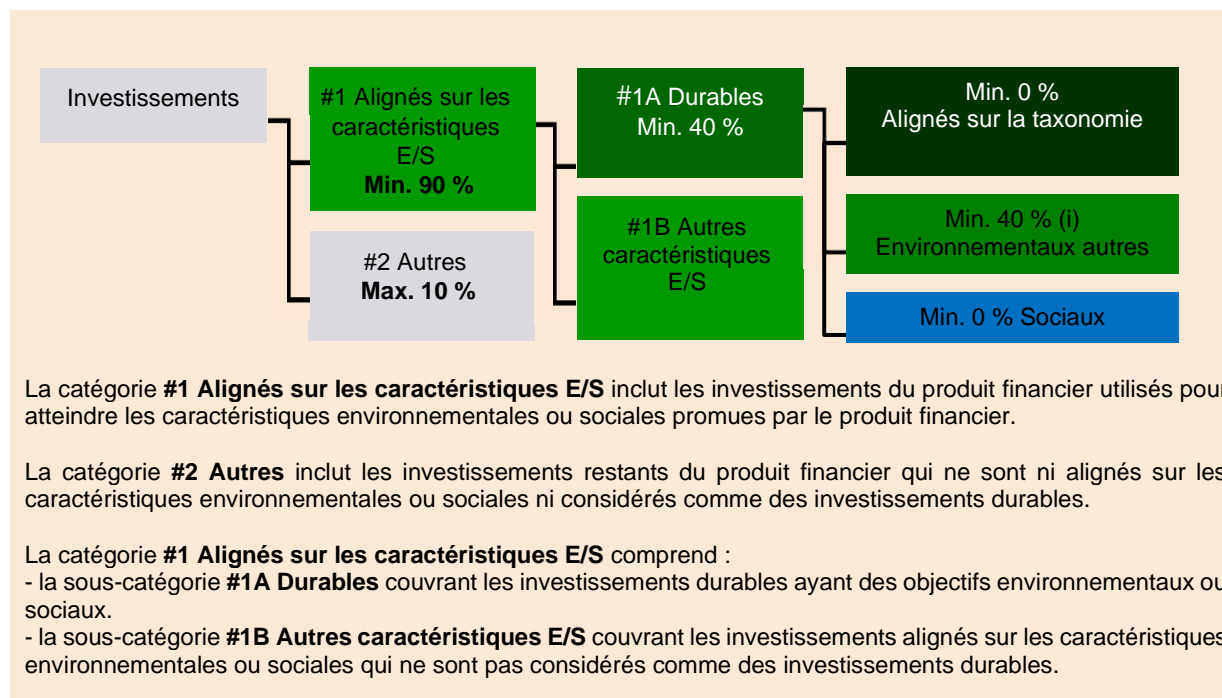 Investissements
#1 Alignés sur les
caractéristiques
E/S
Min. 90 %
#2 Autres
Max. 10 %
#1A Durables
Min. 40 %
#1B Autres
caractéristiques
E/S
Min. 0 %
Alignés sur la taxonomie
Min. 40 % (i)
Environnementaux autres
Min. 0 % Sociaux
La catégorie #1 Alignés sur les caractéristiques E/S inclut les investissements du produit financier utilisés pour
atteindre les caractéristiques environnementales ou sociales promues par le produit financier.
La catégorie #2 Autres inclut les investissements restants du produit financier qui ne sont ni alignés sur les
caractéristiques environnementales ou sociales ni considérés comme des investissements durables.
La catégorie #1 Alignés sur les caractéristiques E/S comprend :
- la sous-catégorie #1A Durables couvrant les investissements durables ayant des objectifs environnementaux ou
sociaux.
- la sous-catégorie #1B Autres caractéristiques E/S couvrant les investissements alignés sur les caractéristiques
environnementales ou sociales qui ne sont pas considérés comme des investissements durables.